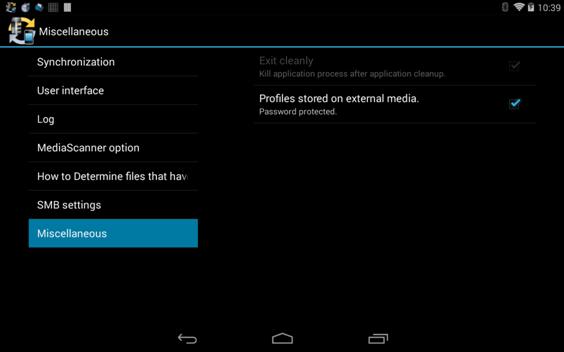 10:39
Miscellaneous
Synchronization
User interface
Log
MediaScanner option
How to Determine files that hav
SMB settings
Miscellaneous
Exit cleanly
Kill application process after application cleanup.
Profiles stored on external media.
Password protected.